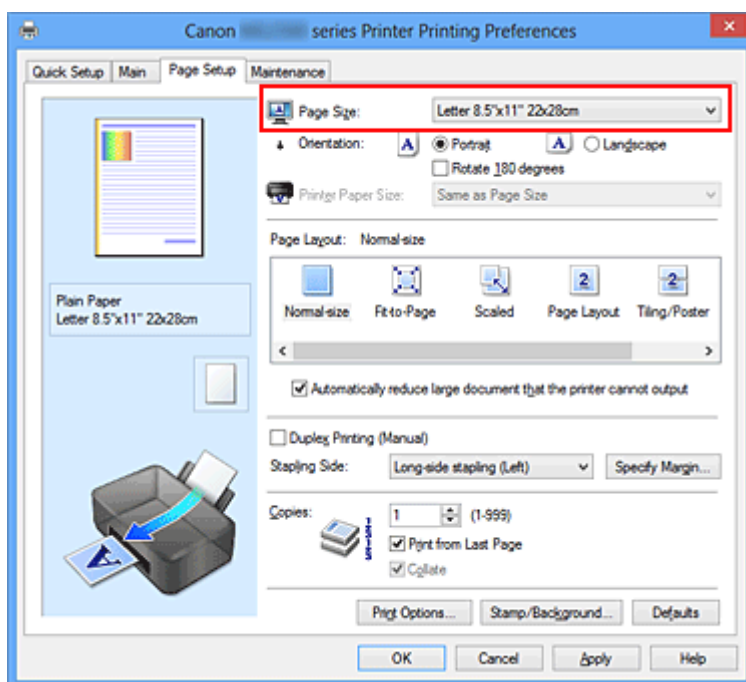 Canon series Printer Printing Preferences
Quick Setup Main Page Setup Maintenance
Page Size: Letter 8.5"x11" 22x28cm
Orientation: A Portrait A Landscape
Rotate 180 degrees
Printer Paper Size: Same as Page Size
Page Layout: Normal-size
2 2
Normal-size Fit-to-Page Scaled Page Layout Tiling/Poster
Plain Paper
Letter 8.5"x11" 22x28cm
Automatically reduce large document that the printer cannot output
Duplex Printing (Manual)
Stapling Side: Long-side stapling (Left) Specify Margin...
Copies: 1 (1-999)
Print from Last Page
Collate
A
Print Options... Stamp/Background... Defaults
OK Cancel Apply Help